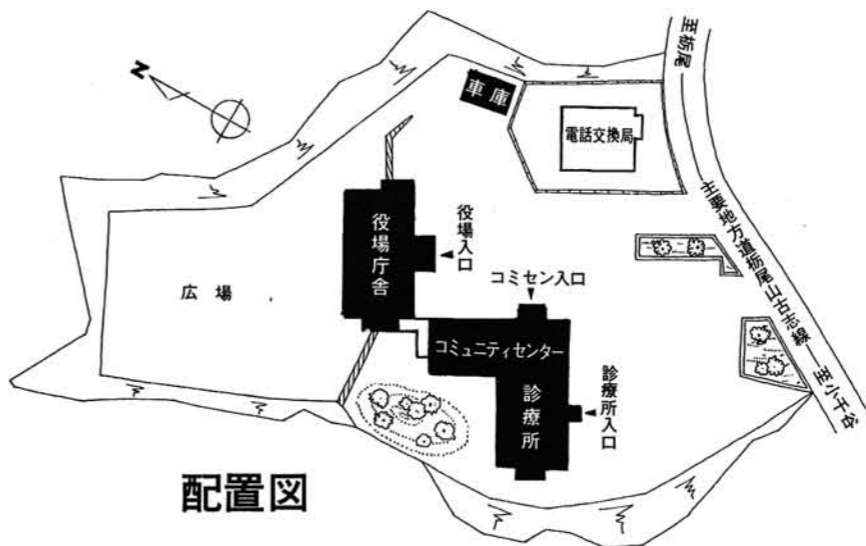 至栃尾
N
車庫
電話交換局
主要地方道栃尾山古志線
役場入口
役場庁舎
コミセン入口
広場
コミュニティセンター
診療所
診療所入口
至小千谷
配置図